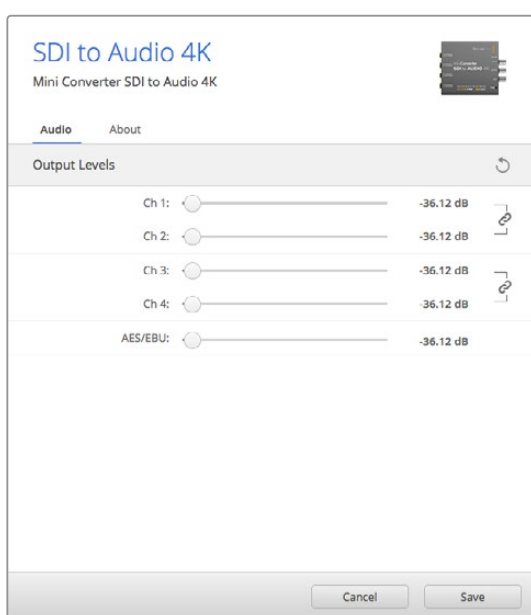 SDI to Audio 4K
Mini Converter SDI to Audio 4K
Audio About
Output Levels
Ch 1: -36.12 dB
Ch 2: -36.12 dB
Ch 3: -36.12 dB
Ch 4: -36.12 dB
AES/EBU: -36.12 dB
Cancel Save